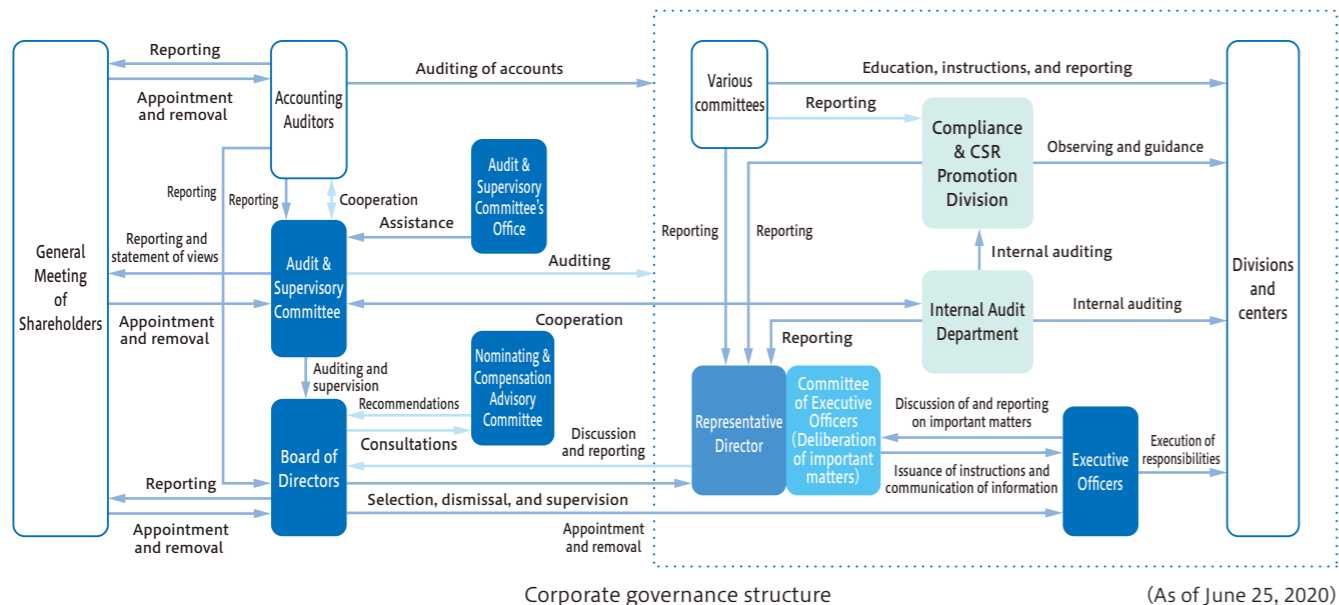 Reporting
Appointment
and removal
Accounting
Auditors
Auditing of accounts
Various
committees
Education, instructions, and reporting
Reporting
Compliance
& CSR
Promotion
Division
Observing and guidance
Reporting
Reporting
Cooperation
Audit &
Supervisory
Committee's
Office
Assistance
General
Meeting
of
Shareholders
Reporting and
statement of views
Audit &
Supervisory
Committee
Auditing
Reporting
Reporting
Internal auditing
Divisions
and
centers
Appointment
and removal
Cooperation
Internal Audit
Department
Internal auditing
Reporting
Auditing and
supervision
Nominating &
Compensation
Advisory
Committee
Recommendations
Consultations
Representative
Director
Committee
of Executive
Officers
(Deliberation
of important
matters)
Discussion of and reporting
on important matters
Executive
Officers
Execution of
responsibilities
Board of
Directors
Discussion
and reporting
Issuance of instructions and
communication of information
Reporting
Selection, dismissal, and supervision
Appointment
and removal
Appointment
and removal
Corporate governance structure
(As of June 25, 2020)